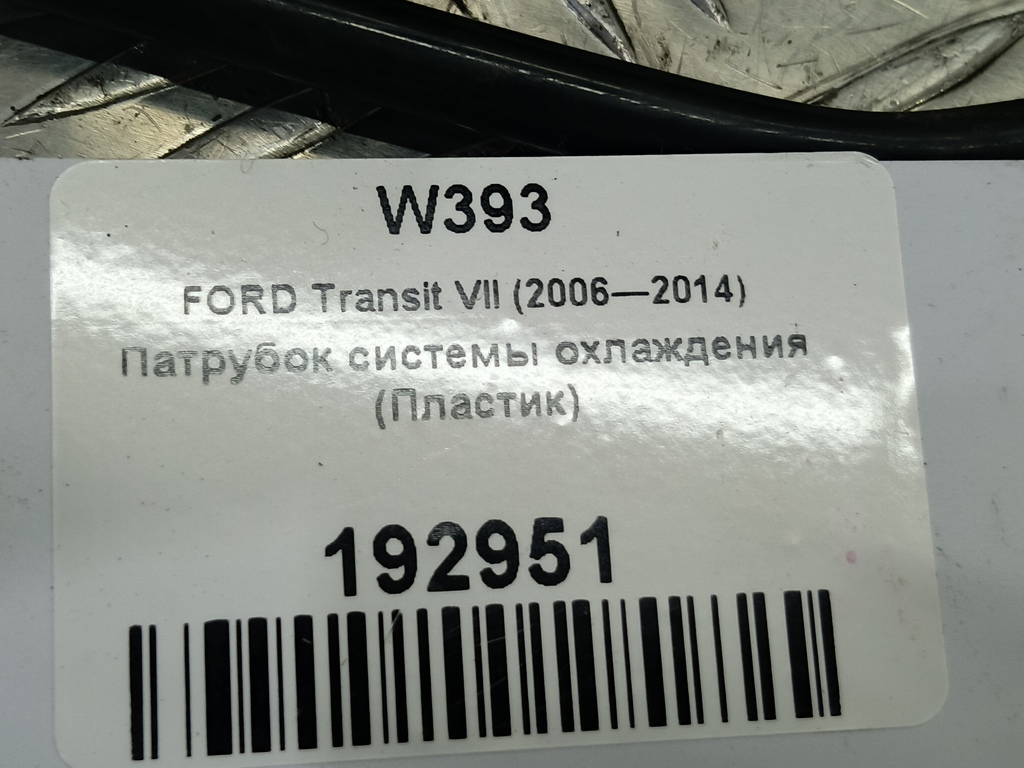 W393
FORD Transit VII (2006—2014)
Патрубок системы охлаждения
(Пластик)
192951